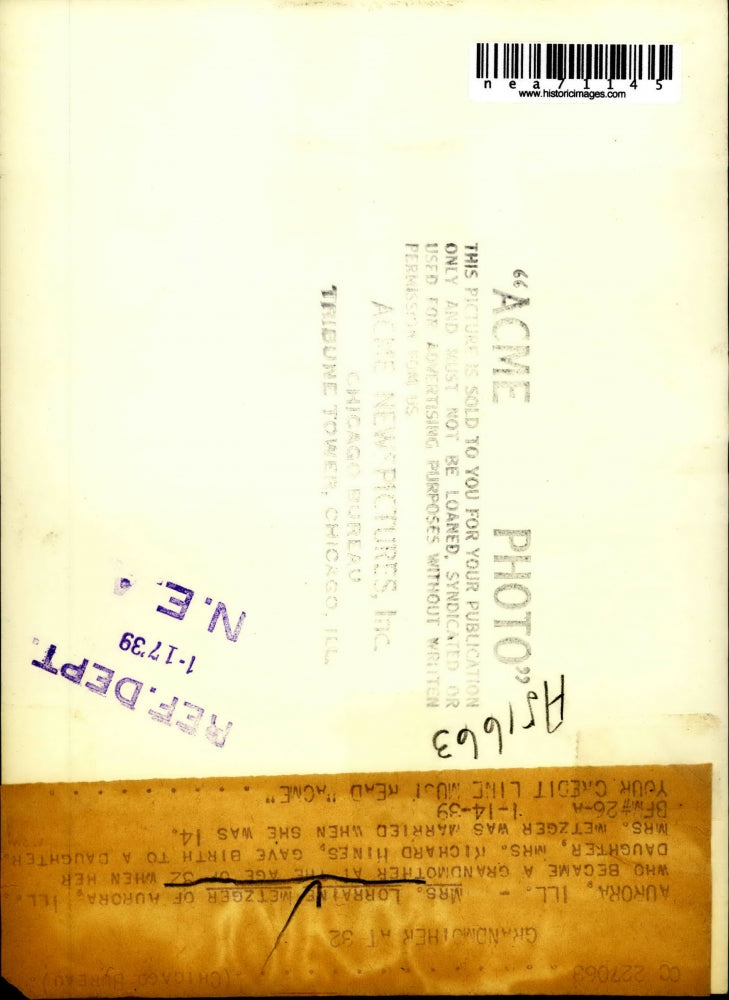 nea71145
www.historicimages.com
"ACME PHOTO"
THIS PICTURE IS SOLD TO YOU FOR YOUR PUBLICATION
ONLY AND MUST NOT BE LOANED, SYNDICATED OR
USED FOR ADVERTISING PURPOSES WITHOUT WRITTEN
PERMISSION FROM US
ACME NEWSPICTURES, Inc.
CHICAGO BUREAU
TRIBUNE TOWER, CHICAGO, ILL.
REF. DEPT.
1-17'39
N.E.A
A51663
CC 227063 . . . . . . . . . . . . (CHICAGO BUREAU)
GRANDMOTHER AT 32
AURORA, ILL. - MRS. LORRAINE METZGER OF AURORA, ILL.
WHO BECAME A GRANDMOTHER AT THE AGE OF 32 WHEN HER
DAUGHTER, MRS. RICHARD HINES, GAVE BIRTH TO A DAUGHTER.
MRS. METZGER WAS MARRIED WHEN SHE WAS 14.
BFM#26-A 1-14-39
YOUR CREDIT LINE MUST READ "ACME" . . . . . . . . . . . .